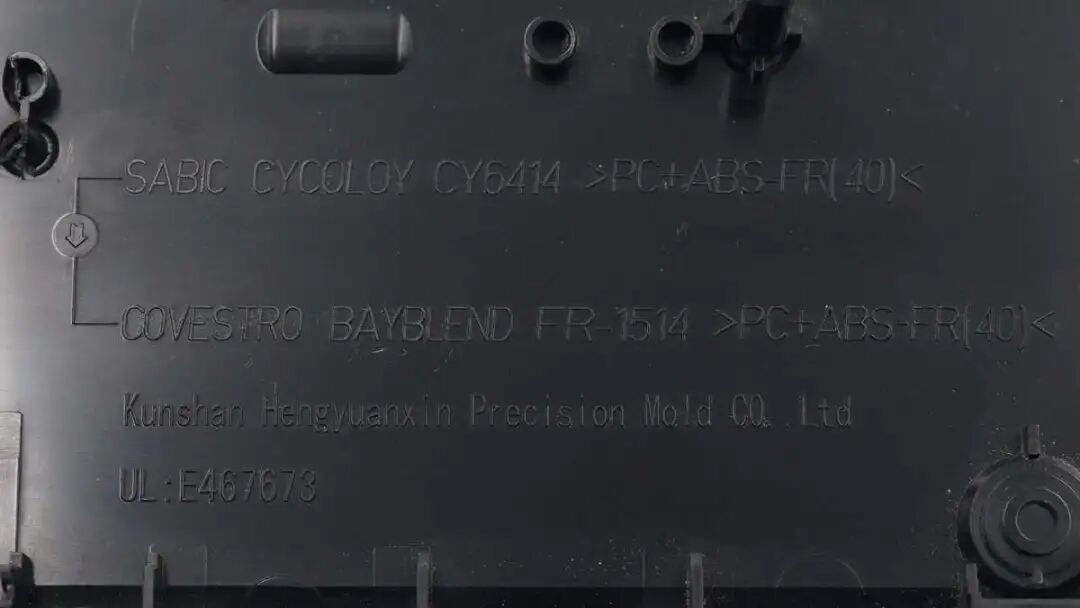 SABIC CYCOLOY CY6414 >PC+ABS-FR(40)<
COVESTRO BAYBLEND FR-1514 >PC+ABS-FR(40)<
Kunshan Hengyuanxin Precision Mold CO. Ltd
UL:E467673